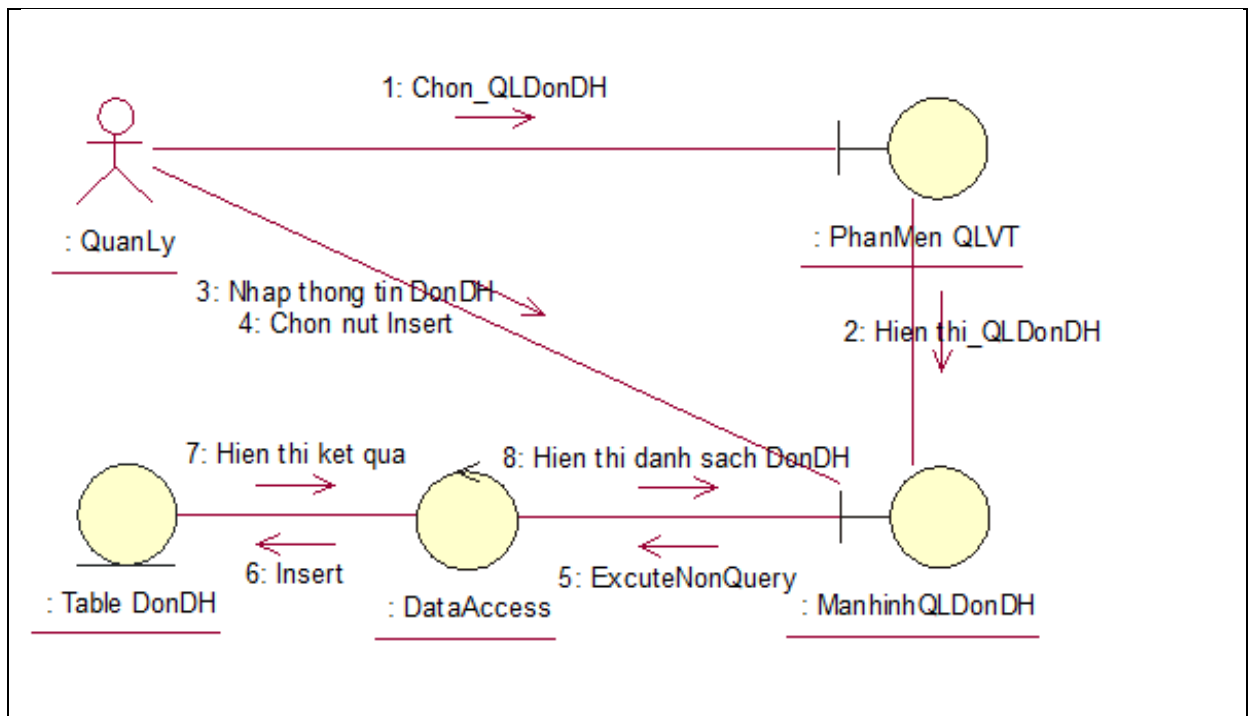 1: Chon_QLDonDH
: QuanLy
: PhanMen QLVT
3: Nhap thong tin DonDH
4: Chon nut Insert
2: Hien thi_QLDonDH
7: Hien thi ket qua
8: Hien thi danh sach DonDH
6: Insert
5: ExcuteNonQuery
: Table DonDH
: DataAccess
: ManhinhQLDonDH